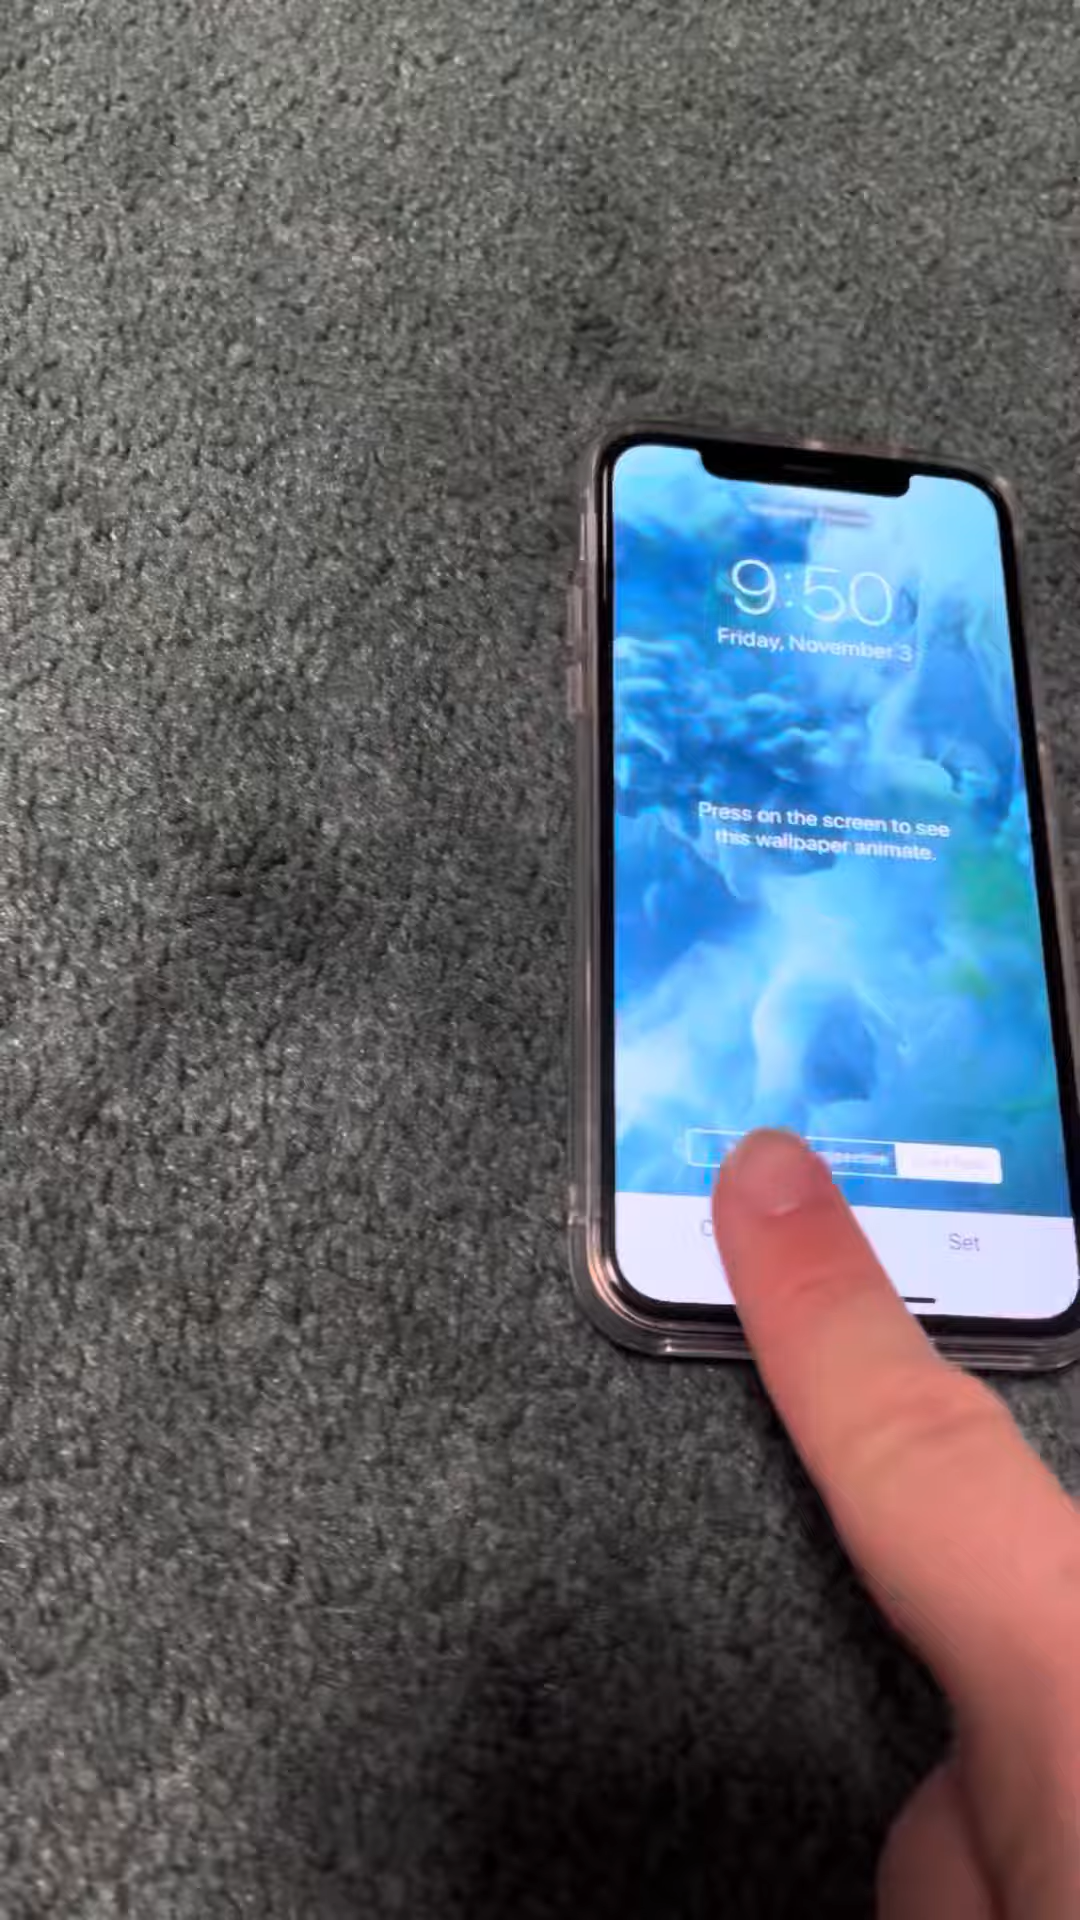 9:50
Friday, November 3
Press on the screen to see
this wallpaper animate.
Set